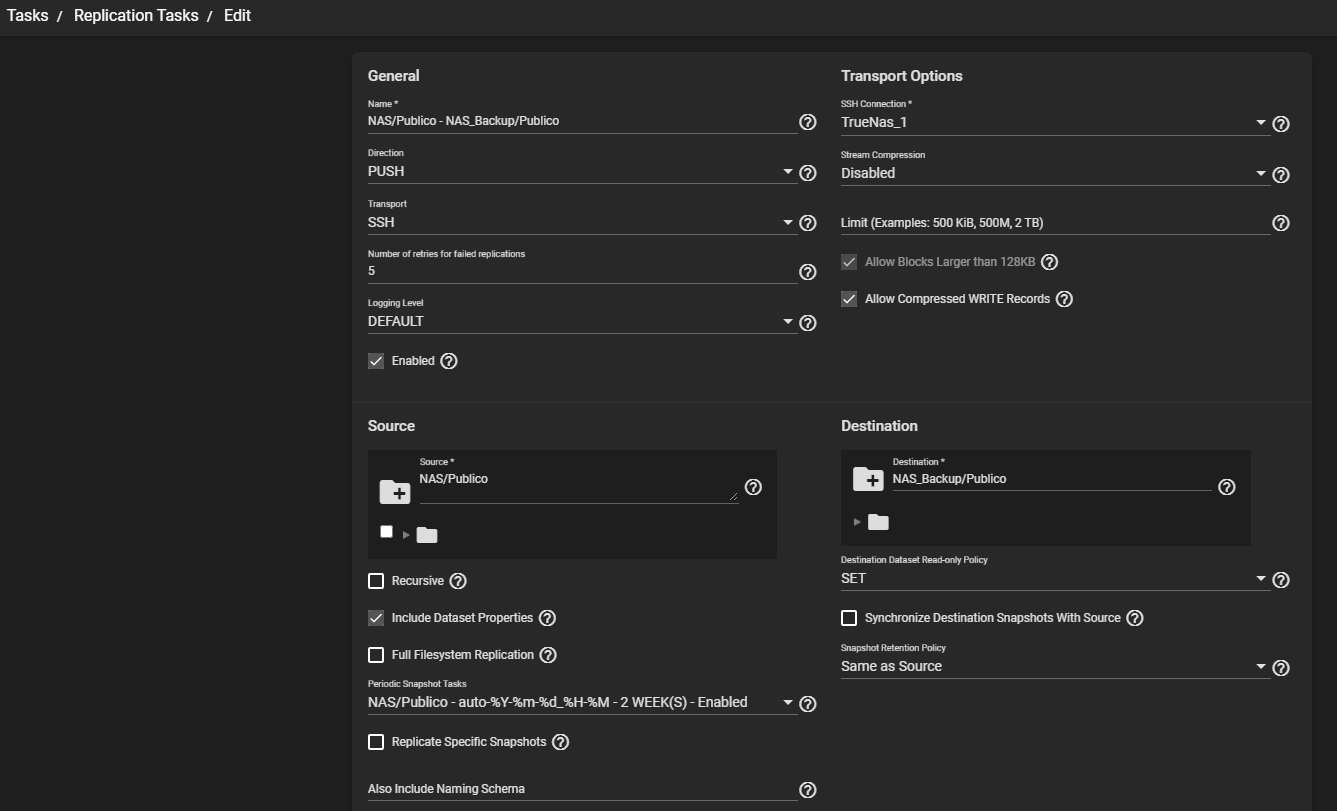 Tasks / Replication Tasks / Edit
General
Name *
NAS/Publico - NAS_Backup/Publico
Direction
PUSH
Transport
SSH
Number of retries for failed replications
5
Logging Level
DEFAULT
Enabled
Transport Options
SSH Connection *
TrueNas_1
Stream Compression
Disabled
Limit (Examples: 500 KiB, 500M, 2 TB)
Allow Blocks Larger than 128KB
Allow Compressed WRITE Records
Source
Source *
NAS/Publico
Recursive
Include Dataset Properties
Full Filesystem Replication
Periodic Snapshot Tasks
NAS/Publico - auto-%Y-%m-%d_%H-%M - 2 WEEK(S) - Enabled
Replicate Specific Snapshots
Also Include Naming Schema
Destination
Destination *
NAS_Backup/Publico
Destination Dataset Read-only Policy
SET
Synchronize Destination Snapshots With Source
Snapshot Retention Policy
Same as Source